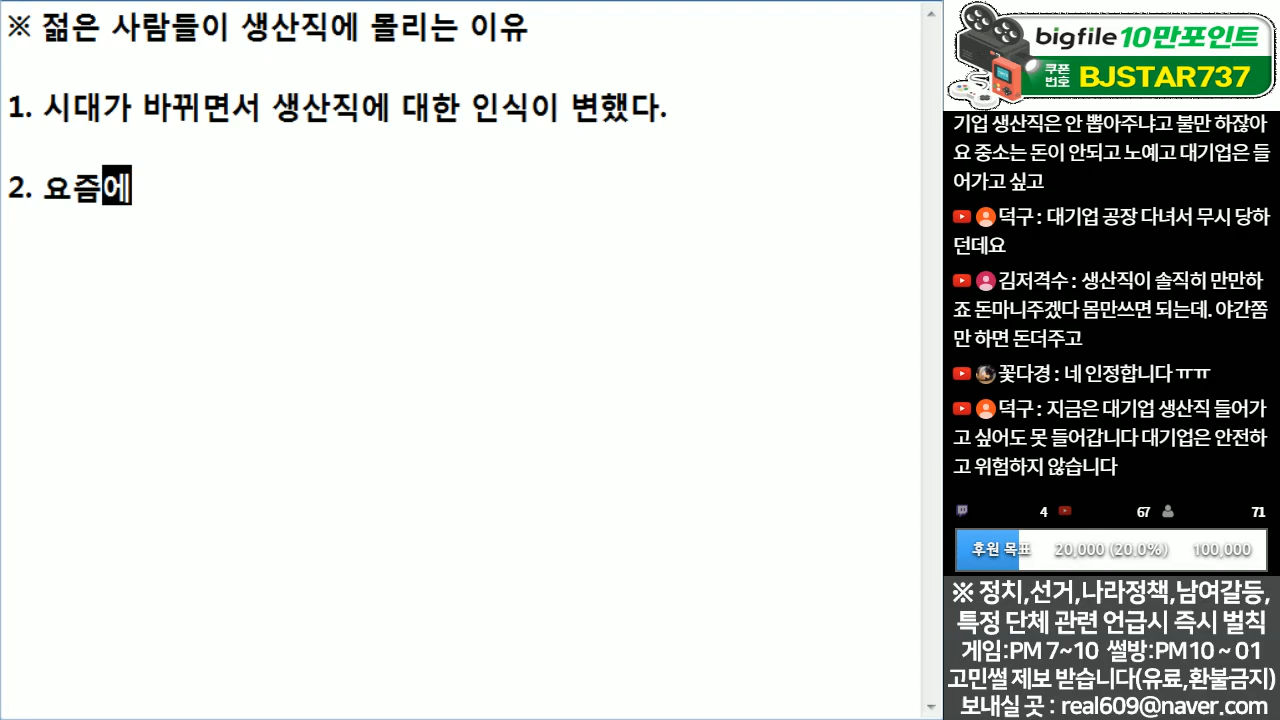 ※ 젊은 사람들이 생산직에 몰리는 이유
1. 시대가 바뀌면서 생산직에 대한 인식이 변했다.
2. 요즘에
bigfile 10만포인트
쿠폰번호 BJSTAR737
기업 생산직은 안 뽑아주냐고 불만 하잖아
요 중소는 돈이 안되고 노예고 대기업은 들
어가고 싶고
덕구 : 대기업 공장 다녀서 무시 당하
던데요
김저격수 : 생산직이 솔직히 만만하
죠 돈마니주겠다 몸만쓰면 되는데. 야간쫌
만 하면 돈더주고
꽃다경 : 네 인정합니다 ㅠㅠ
덕구 : 지금은 대기업 생산직 들어가
고 싶어도 못 들어갑니다 대기업은 안전하
고 위험하지 않습니다
4 67 71
후원 목표 20,000 (20.0%) 100,000
※ 정치,선거,나라정책,남여갈등,
특정 단체 관련 언급시 즉시 벌칙
게임:PM 7~10 썰방:PM10 ~ 01
고민썰 제보 받습니다(유료,환불금지)
보내실 곳 : real609@naver.com